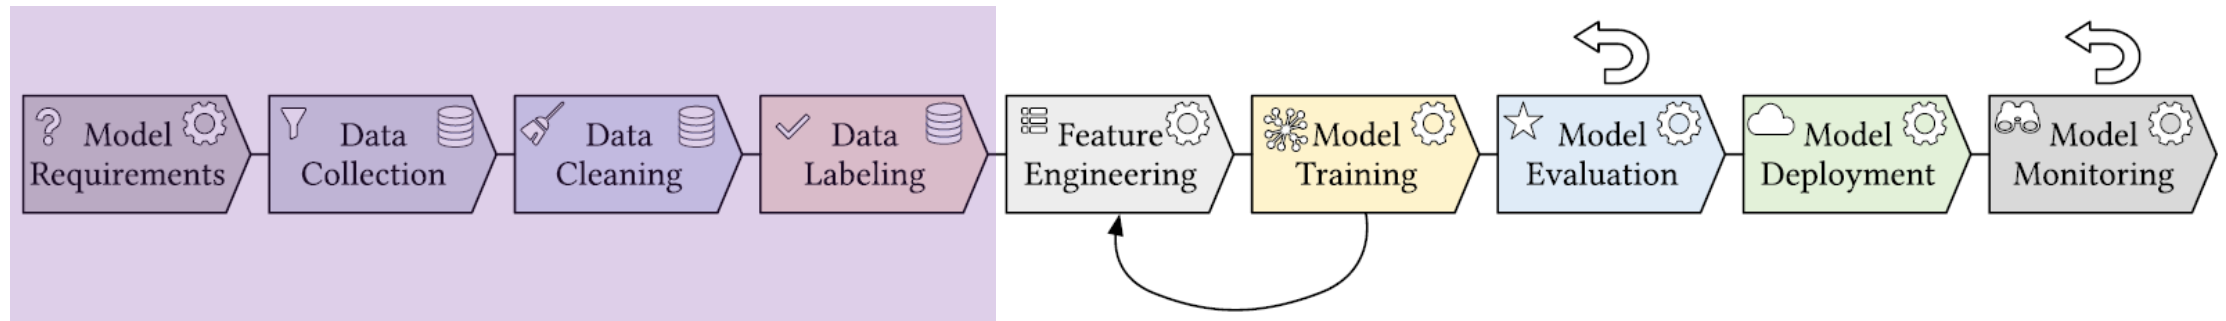 Model
Requirements
Data
Collection
Data
Cleaning
Data
Labeling
Feature
Engineering
Model
Training
Model
Evaluation
Model
Deployment
Model
Monitoring